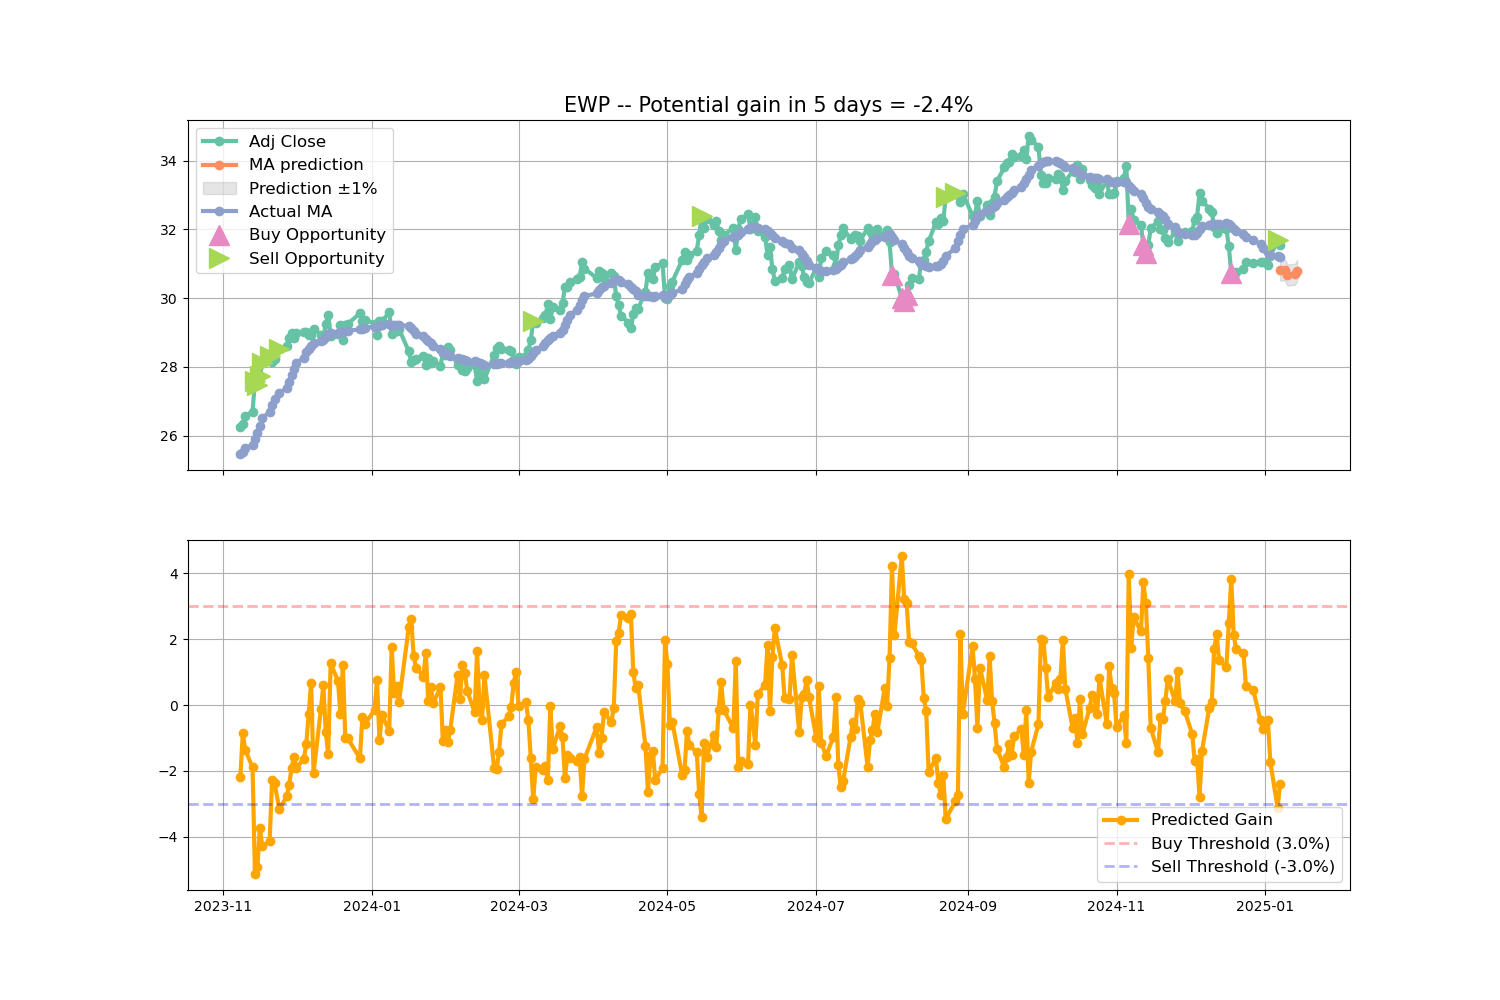 EWP -- Potential gain in 5 days = -2.4%
Adj Close
MA prediction
Prediction ±1%
Actual MA
Buy Opportunity
Sell Opportunity
34
32
30
28
26
4
2
0
−2
−4
Predicted Gain
Buy Threshold (3.0%)
Sell Threshold (-3.0%)
2023-11 2024-01 2024-03 2024-05 2024-07 2024-09 2024-11 2025-01